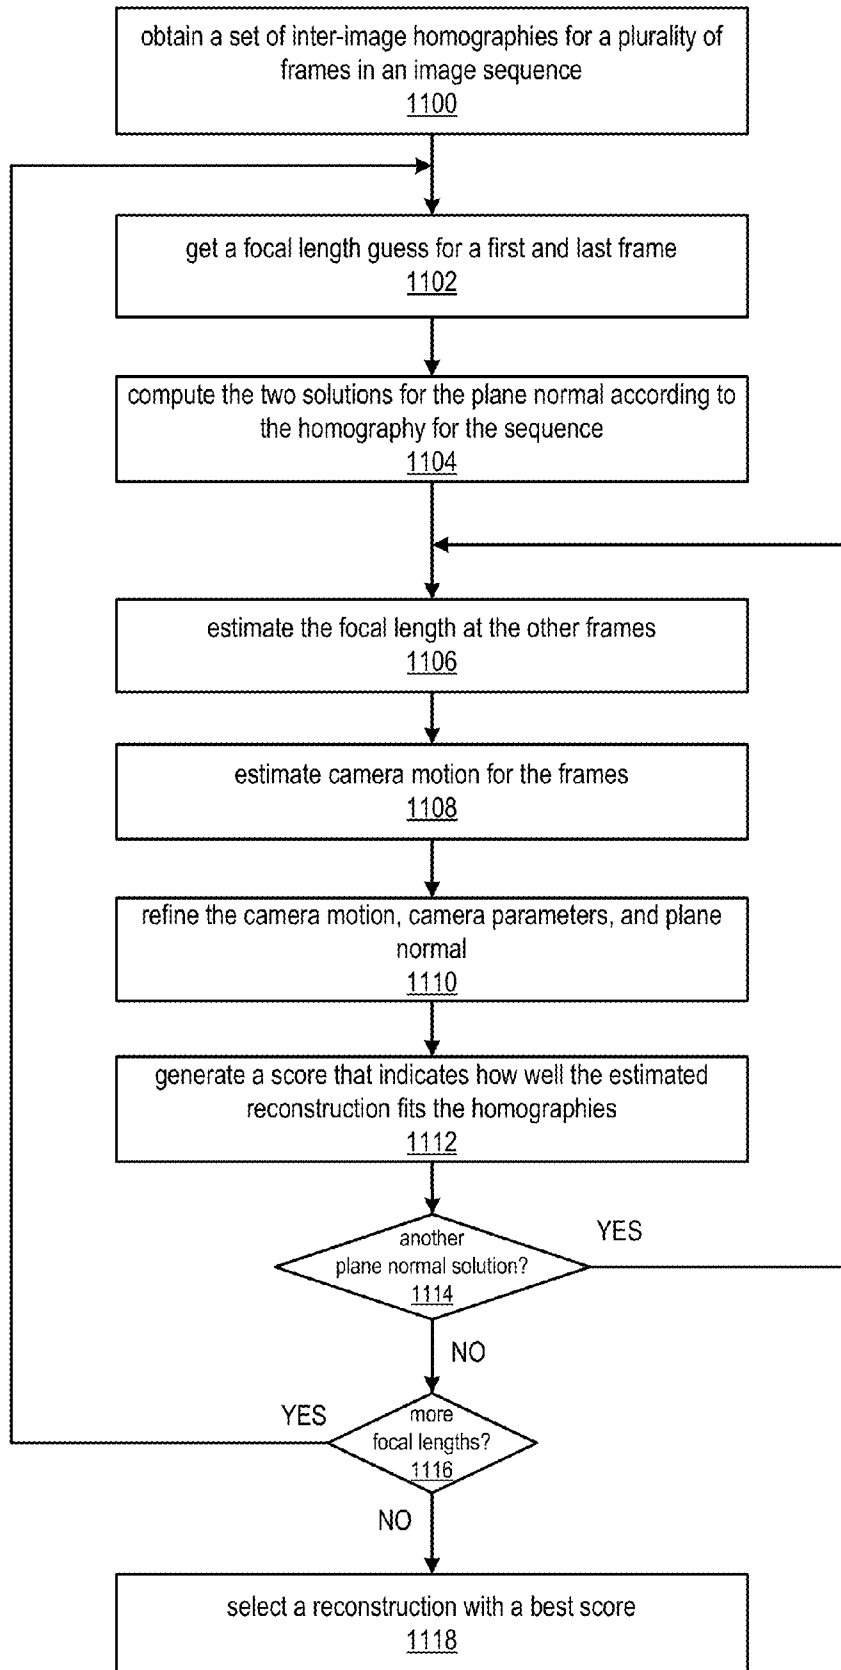 obtain a set of inter-image homographies for a plurality of
frames in an image sequence
1100
get a focal length guess for a first and last frame
1102
compute the two solutions for the plane normal according to
the homography for the sequence
1104
estimate the focal length at the other frames
1106
estimate camera motion for the frames
1108
refine the camera motion, camera parameters, and plane
normal
1110
generate a score that indicates how well the estimated
reconstruction fits the homographies
1112
another
plane normal solution?
1114
YES
NO
more
focal lengths?
1116
YES
NO
select a reconstruction with a best score
1118